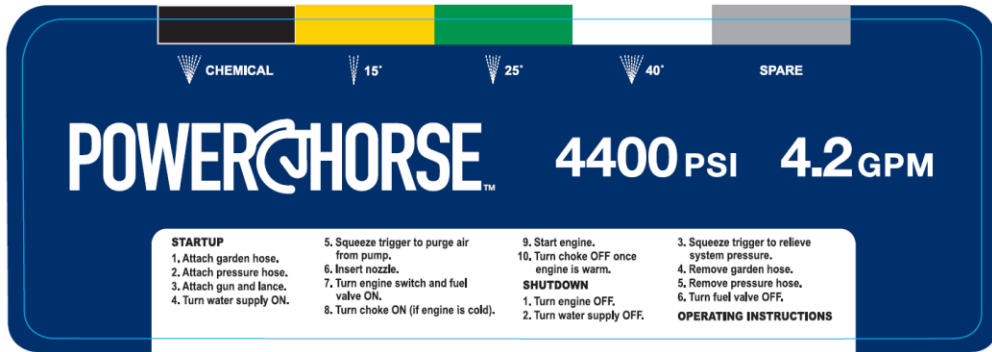 CHEMICAL
15°
25°
40°
SPARE
POWERHORSE™
4400 PSI
4.2 GPM
STARTUP
1. Attach garden hose.
2. Attach pressure hose.
3. Attach gun and lance.
4. Turn water supply ON.
5. Squeeze trigger to purge air
from pump.
6. Insert nozzle.
7. Turn engine switch and fuel
valve ON.
8. Turn choke ON (if engine is cold).
9. Start engine.
10. Turn choke OFF once
engine is warm.
SHUTDOWN
1. Turn engine OFF.
2. Turn water supply OFF.
3. Squeeze trigger to relieve
system pressure.
4. Remove garden hose.
5. Remove pressure hose.
6. Turn fuel valve OFF.
OPERATING INSTRUCTIONS